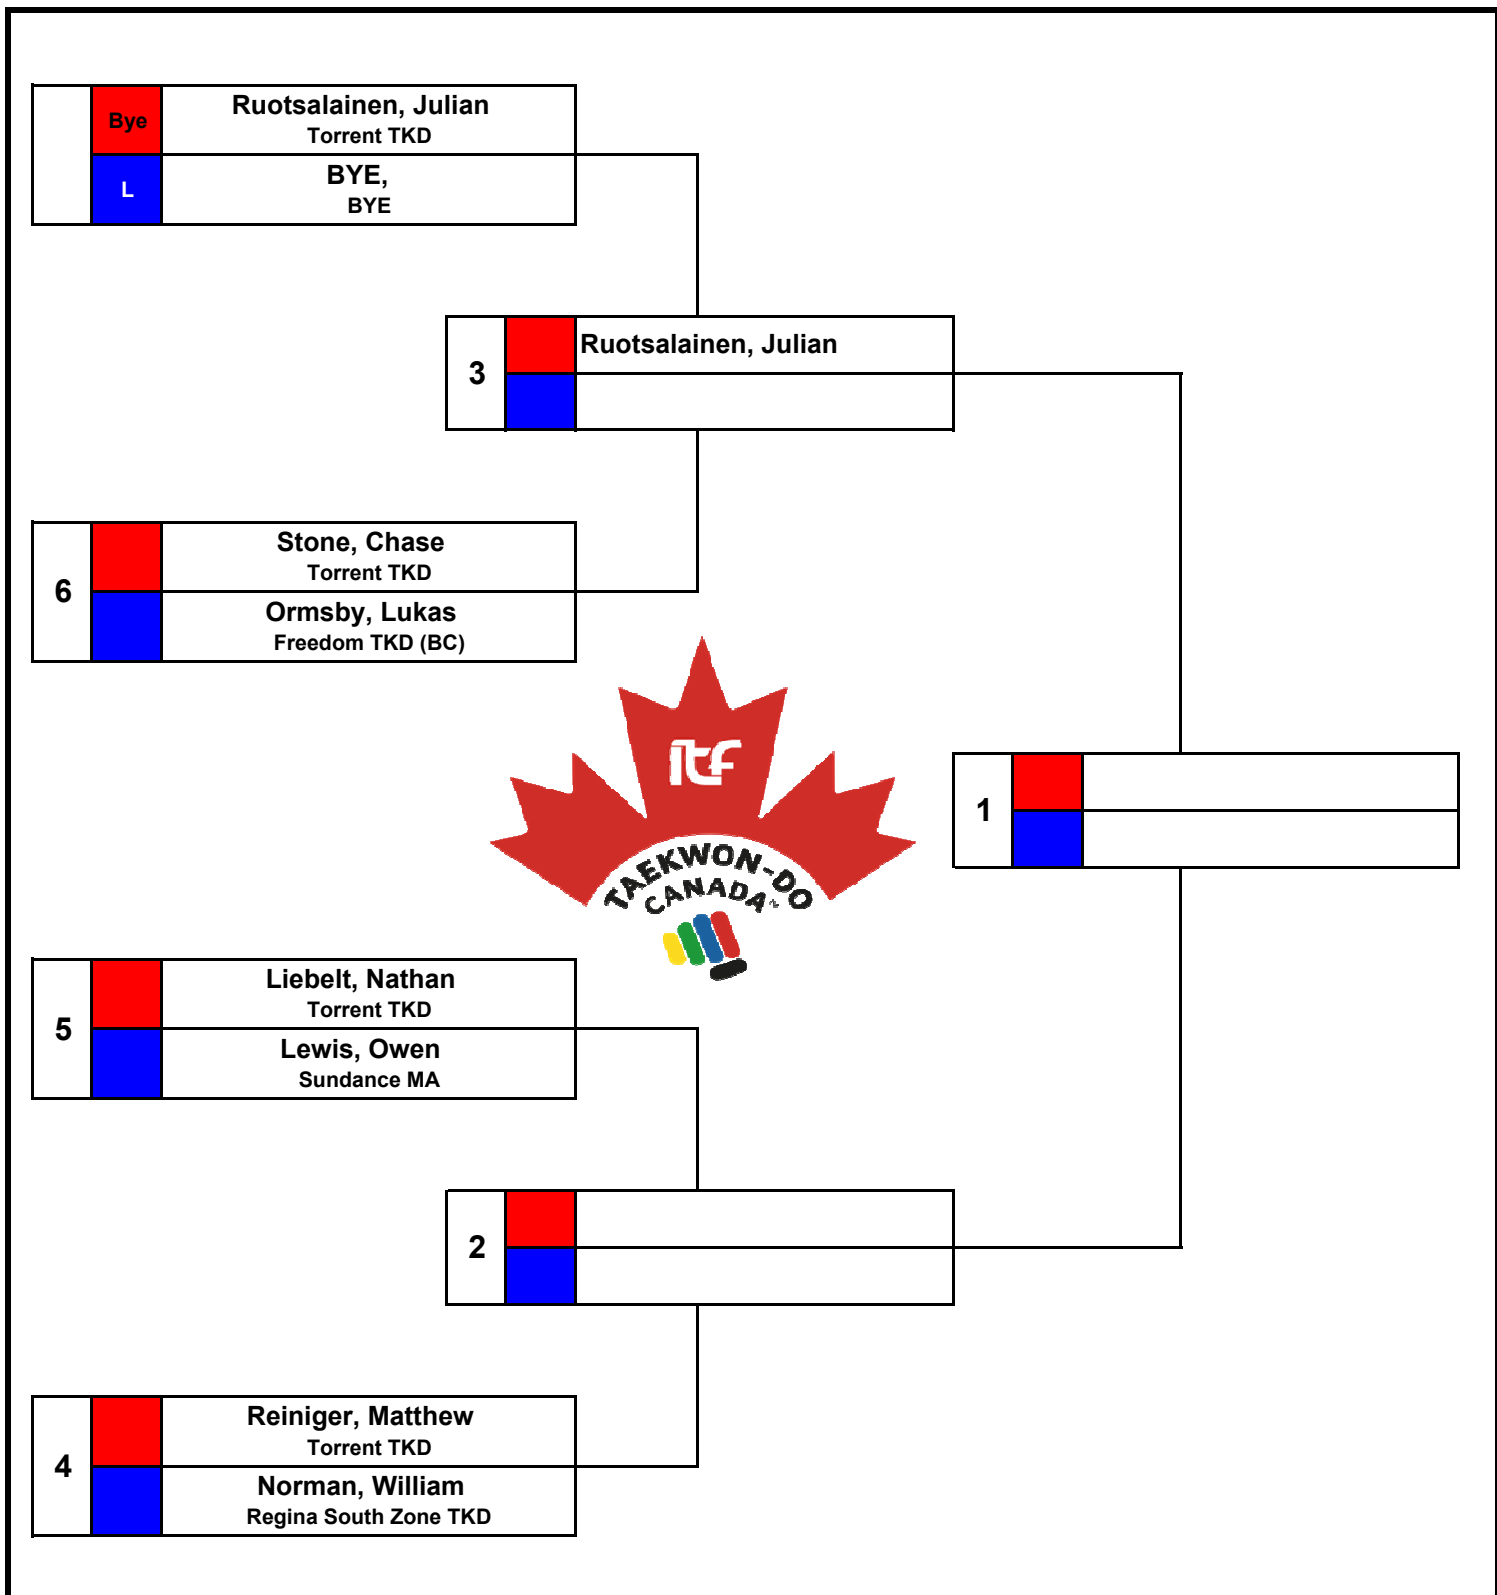 Bye
Ruotsalainen, Julian
Torrent TKD
L
BYE,
BYE
3
Ruotsalainen, Julian
6
Stone, Chase
Torrent TKD
Ormsby, Lukas
Freedom TKD (BC)
itf
TAEKWON-DO
CANADA
1
5
Liebelt, Nathan
Torrent TKD
Lewis, Owen
Sundance MA
2
4
Reiniger, Matthew
Torrent TKD
Norman, William
Regina South Zone TKD